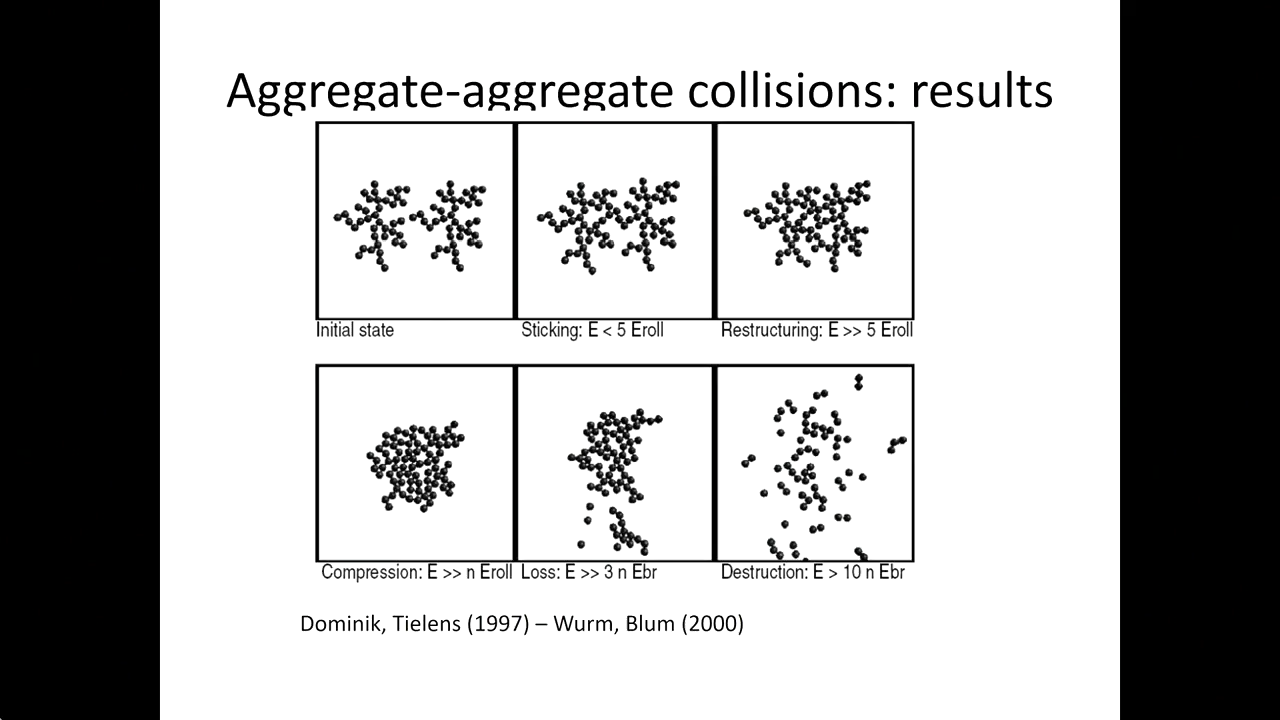 Aggregate-aggregate collisions: results
Initial state
Sticking: E < 5 Eroll
Restructuring: E >> 5 Eroll
Compression: E >> n Eroll
Loss: E >> 3 n Ebr
Destruction: E > 10 n Ebr
Dominik, Tielens (1997) – Wurm, Blum (2000)